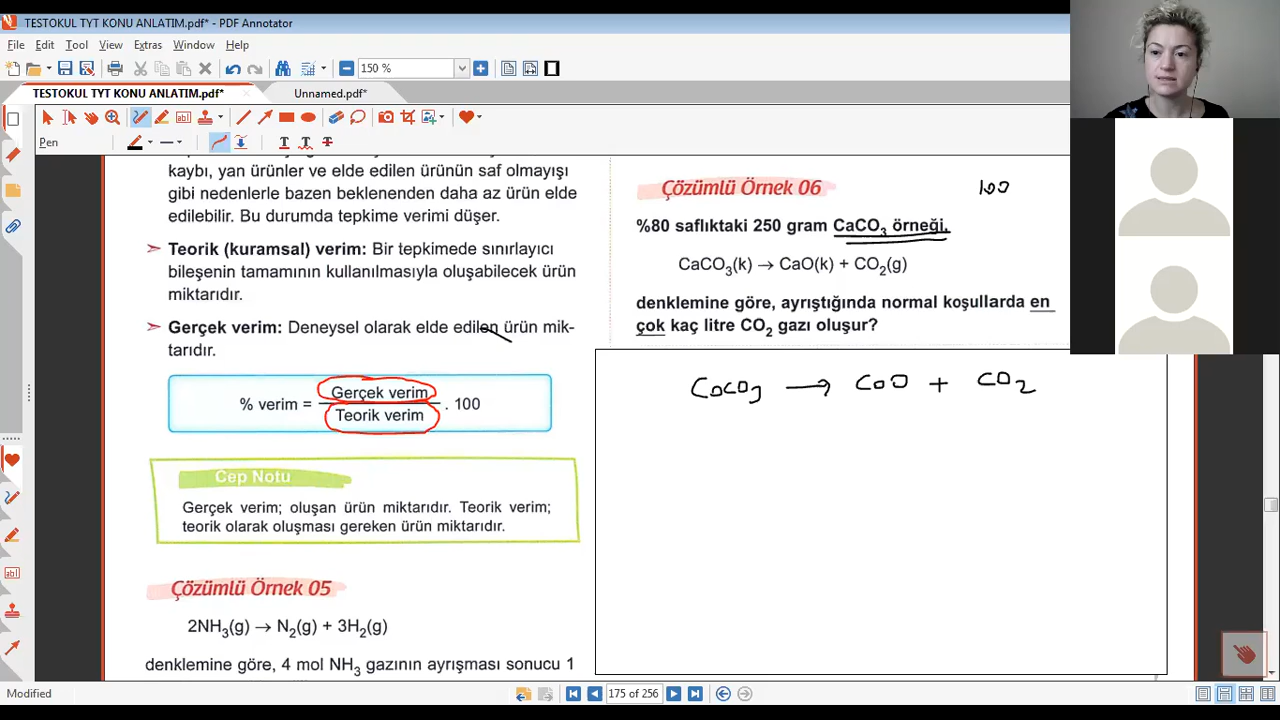 TESTOKUL TYT KONU ANLATIM.pdf* - PDF Annotator
File Edit Tool View Extras Window Help
150 %
TESTOKUL TYT KONU ANLATIM.pdf* Unnamed.pdf*
Pen
kaybı, yan ürünler ve elde edilen ürünün saf olmayışı
gibi nedenlerle bazen beklenenden daha az ürün elde
edilebilir. Bu durumda tepkime verimi düşer.
➢ Teorik (kuramsal) verim: Bir tepkimede sınırlayıcı
bileşenin tamamının kullanılmasıyla oluşabilecek ürün
miktarıdır.
➢ Gerçek verim: Deneysel olarak elde edilen ürün mik-
tarıdır.
% verim = Gerçek verim / Teorik verim . 100
Cep Notu
Gerçek verim; oluşan ürün miktarıdır. Teorik verim;
teorik olarak oluşması gereken ürün miktarıdır.
Çözümlü Örnek 05
2NH₃(g) → N₂(g) + 3H₂(g)
denklemine göre, 4 mol NH₃ gazının ayrışması sonucu 1
Çözümlü Örnek 06
100
%80 saflıktaki 250 gram CaCO₃ örneği,
CaCO₃(k) → CaO(k) + CO₂(g)
denklemine göre, ayrıştığında normal koşullarda en
çok kaç litre CO₂ gazı oluşur?
CaCO₃ → CaO + CO₂
Modified
175 of 256